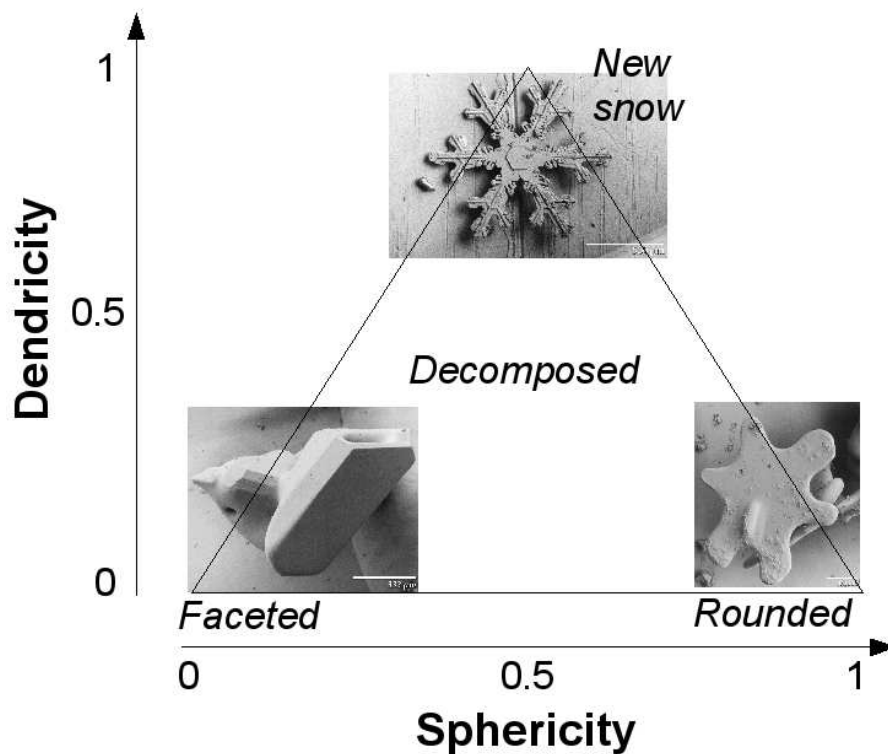 1
New
snow
Dendricity
0.5
Decomposed
0
Faceted
Rounded
0
0.5
1
Sphericity